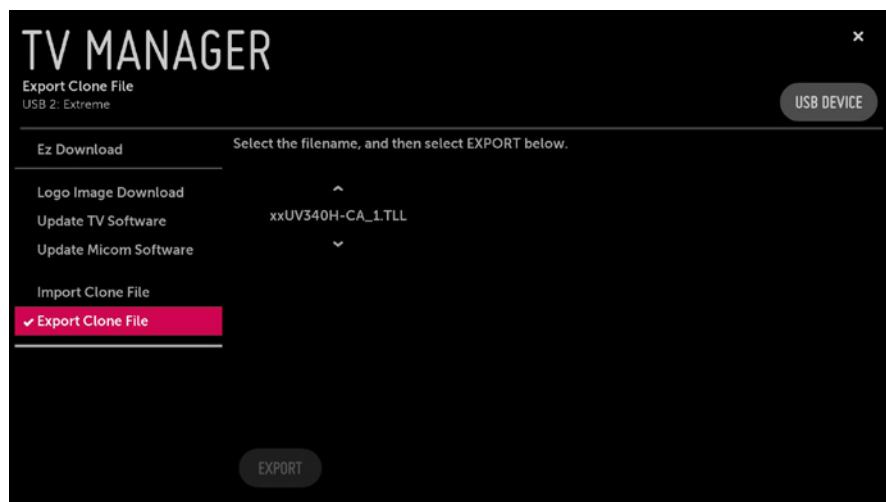 TV MANAGER
×
Export Clone File
USB 2: Extreme
USB DEVICE
Ez Download
Select the filename, and then select EXPORT below.
Logo Image Download
Update TV Software
xxUV340H-CA_1.TLL
Update Micom Software
Import Clone File
✔ Export Clone File
EXPORT